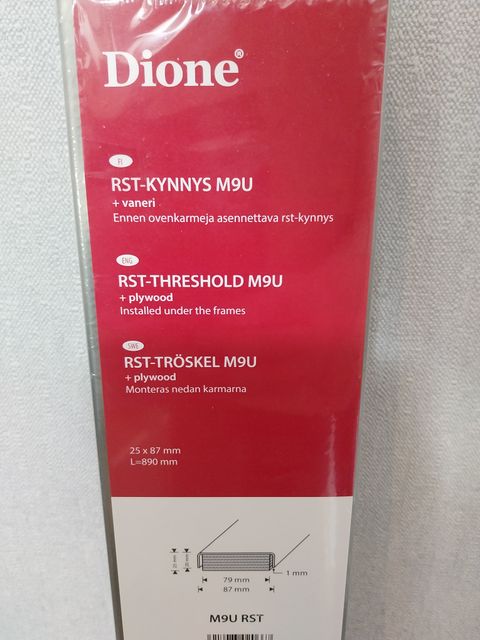 Dione®
FI
RST-KYNNYS M9U
+ vaneri
Ennen ovenkarmeja asennettava rst-kynnys
ENG
RST-THRESHOLD M9U
+ plywood
Installed under the frames
SWE
RST-TRÖSKEL M9U
+ plywood
Monteras nedan karmarna
25 x 87 mm
L=890 mm
1 mm
79 mm
87 mm
M9U RST